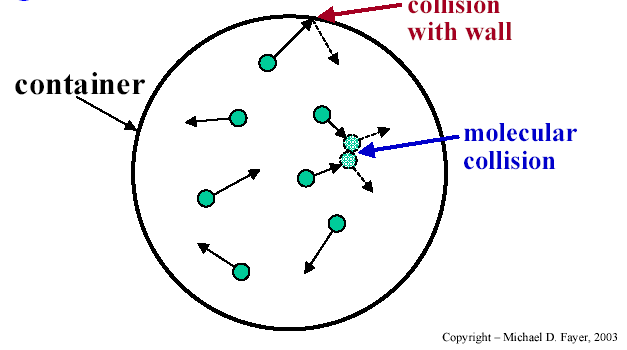 collision
with wall
container
molecular
collision
Copyright – Michael D. Fayer, 2003